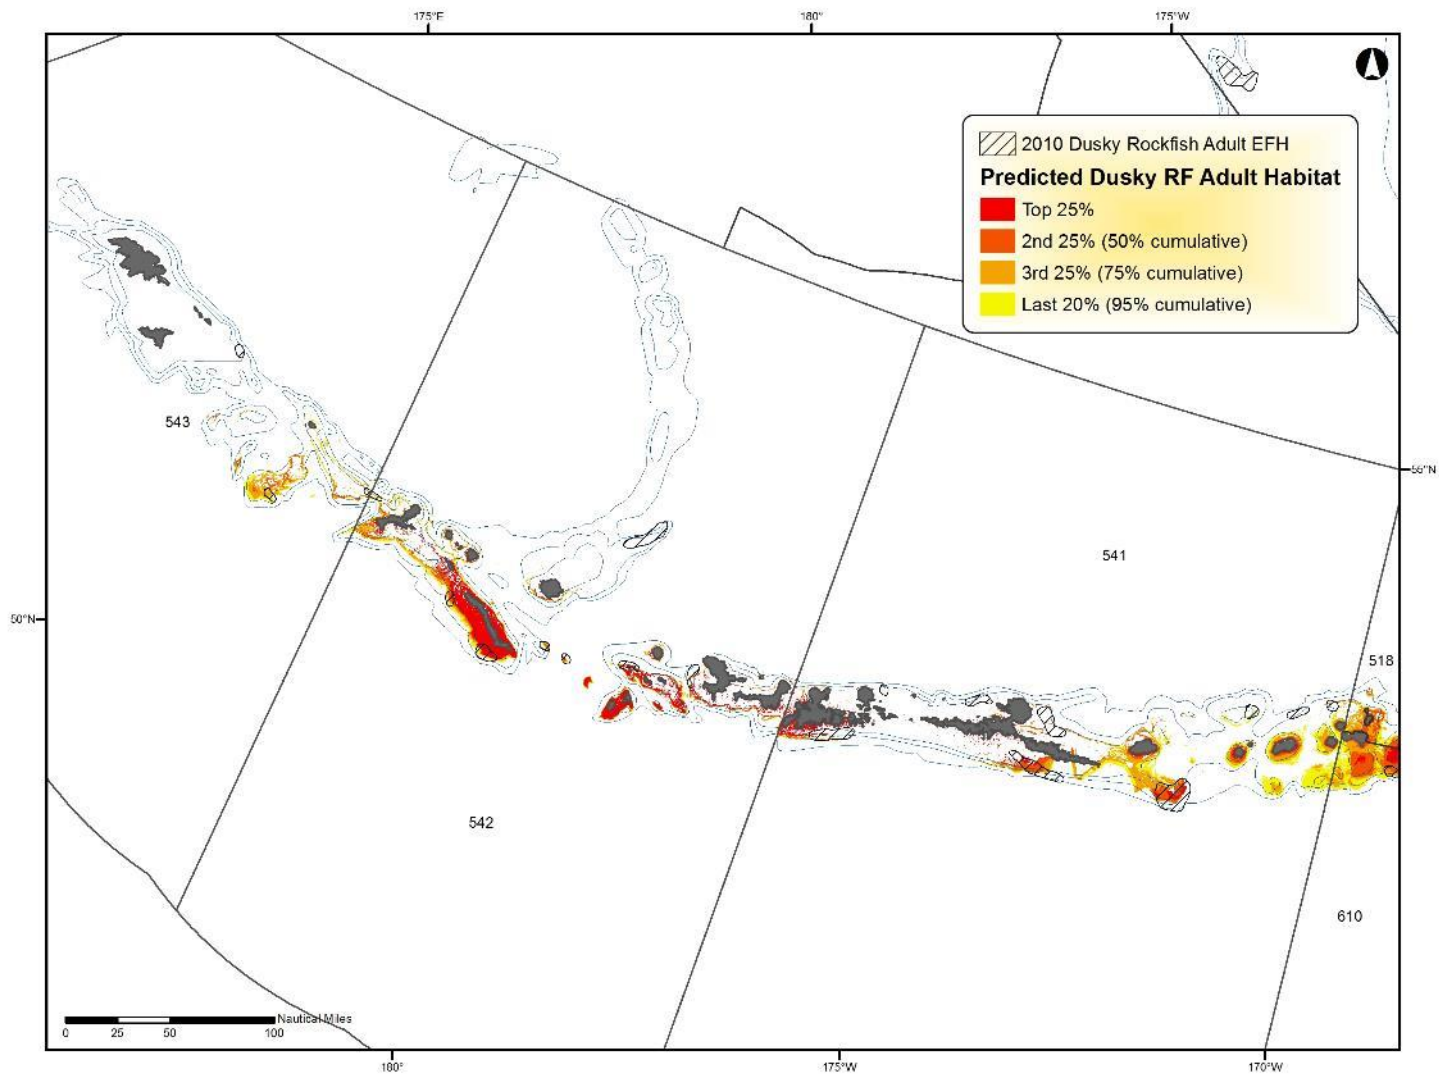 175°E
180°
175°W
2010 Dusky Rockfish Adult EFH
Predicted Dusky RF Adult Habitat
Top 25%
2nd 25% (50% cumulative)
3rd 25% (75% cumulative)
Last 20% (95% cumulative)
543
55°N
541
50°N
518
542
610
Nautical Miles
0 25 50 100
180°
175°W
170°W